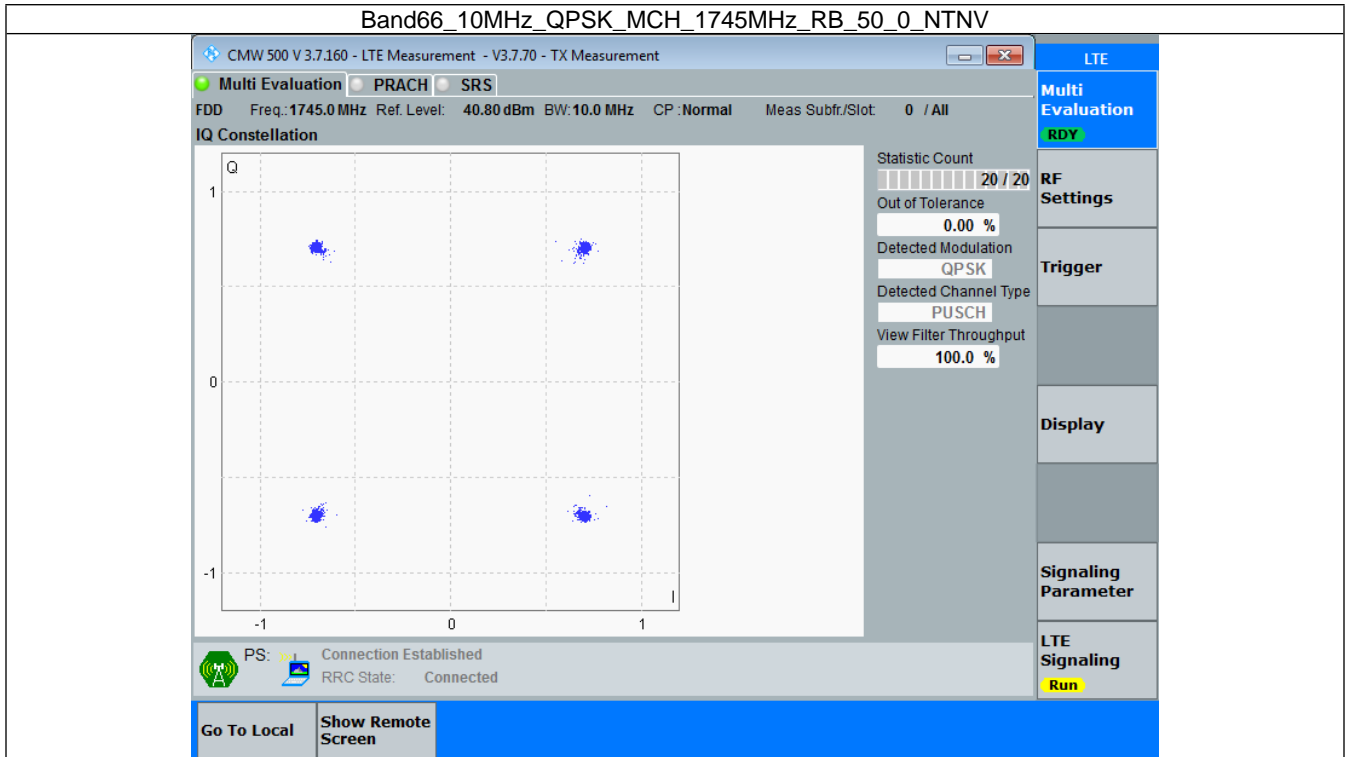 Band66_10MHz_QPSK_MCH_1745MHz_RB_50_0_NTNV
CMW 500 V 3.7.160 - LTE Measurement - V3.7.70 - TX Measurement
LTE
Multi Evaluation PRACH SRS
FDD Freq.: 1745.0 MHz Ref. Level: 40.80 dBm BW: 10.0 MHz CP : Normal Meas Subfr./Slot: 0 / All
IQ Constellation
Q
1
0
-1
I
-1 0 1
Statistic Count
20 / 20
Out of Tolerance
0.00 %
Detected Modulation
QPSK
Detected Channel Type
PUSCH
View Filter Throughput
100.0 %
Multi
Evaluation
RDY
RF
Settings
Trigger
Display
Signaling
Parameter
LTE
Signaling
Run
PS: Connection Established
RRC State: Connected
Go To Local
Show Remote
Screen